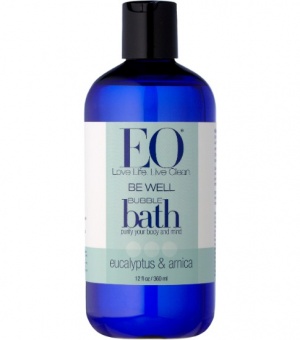 EO®
Love Life. Live Clean
BE WELL
BUBBLE
bath
purify your body and mind
eucalyptus & arnica
12 fl oz / 360 ml